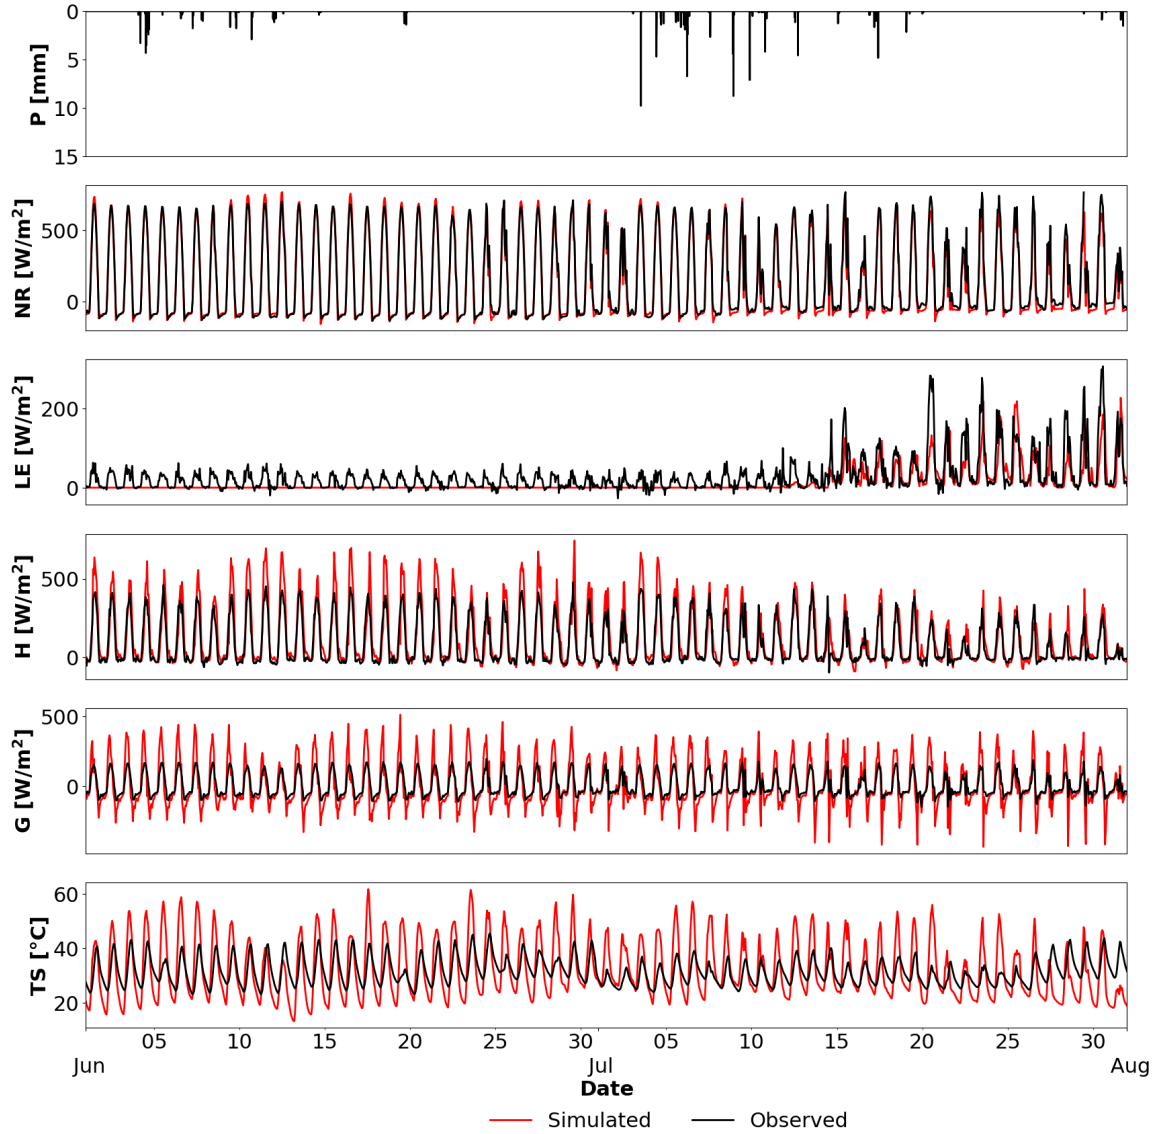 P [mm]
0
5
10
15
NR [W/m²]
500
0
LE [W/m²]
200
0
H [W/m²]
500
0
G [W/m²]
500
0
TS [°C]
60
40
20
05 10 15 20 25 30 05 10 15 20 25 30
Jun Jul Aug
Date
Simulated Observed